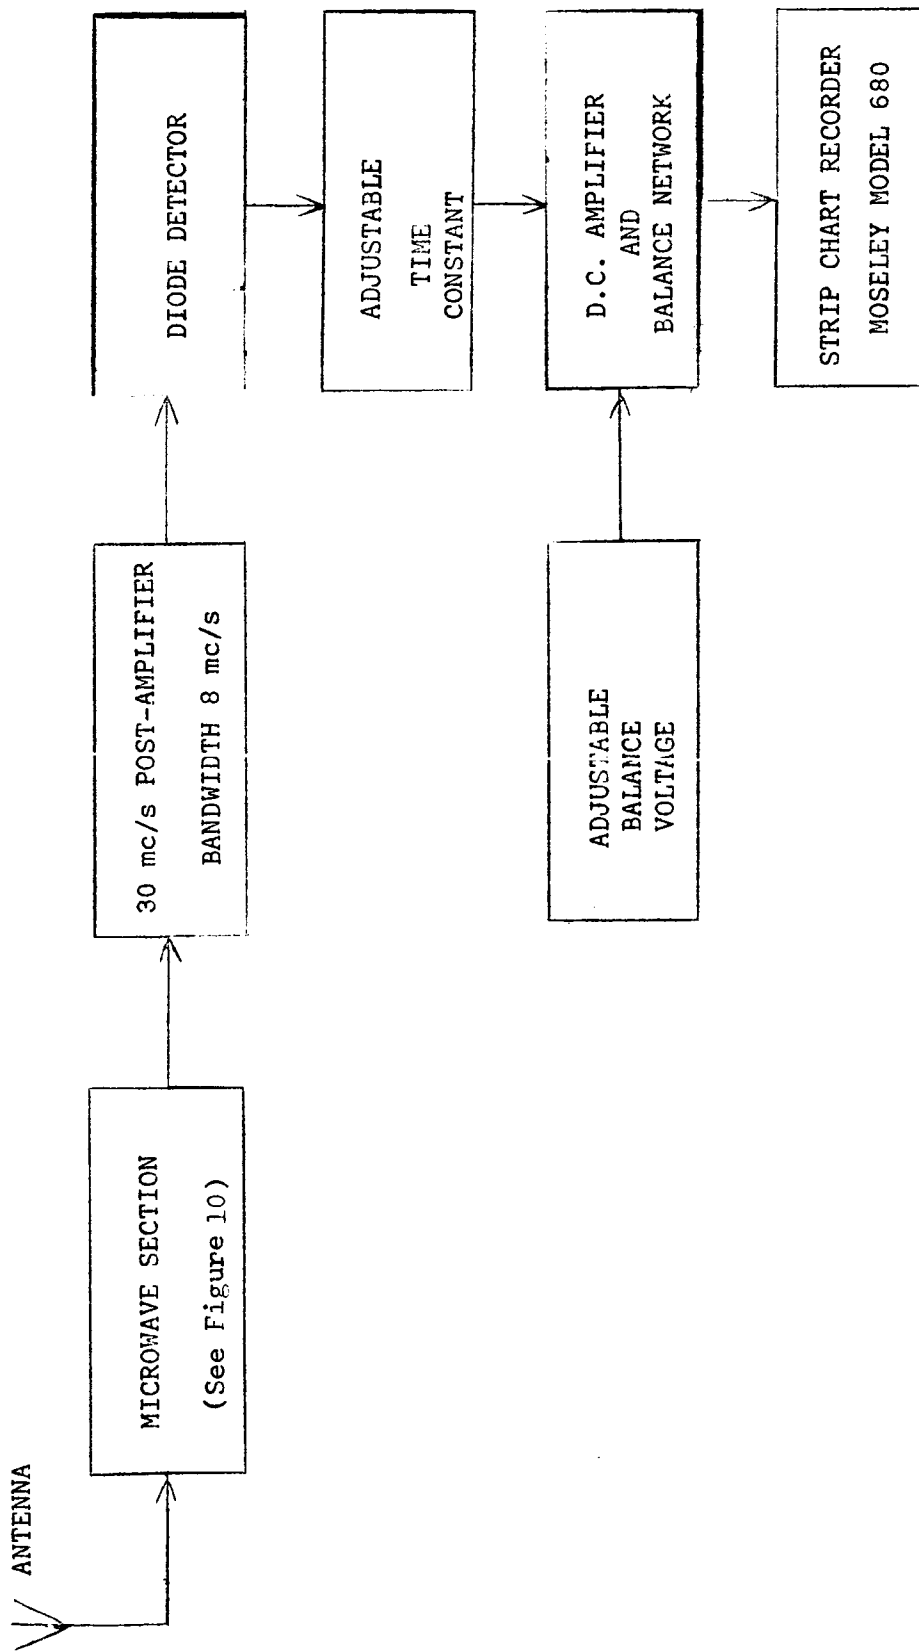 ANTENNA
MICROWAVE SECTION
(See Figure 10)
30 mc/s POST-AMPLIFIER
BANDWIDTH 8 mc/s
DIODE DETECTOR
ADJUSTABLE
TIME
CONSTANT
ADJUSTABLE
BALANCE
VOLTAGE
D.C. AMPLIFIER
AND
BALANCE NETWORK
STRIP CHART RECORDER
MOSELEY MODEL 680